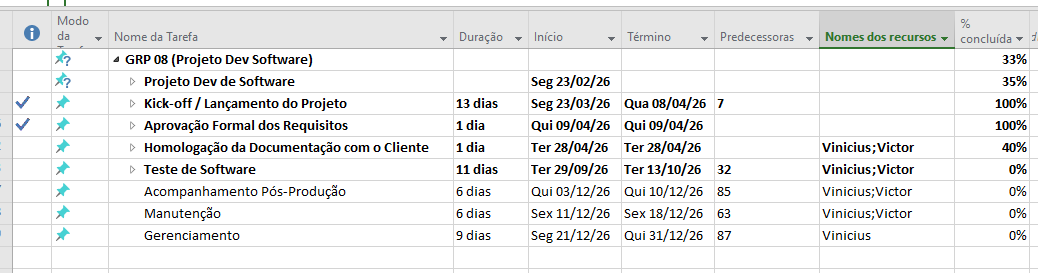 Modo da Tarefa Nome da Tarefa Duração Início Término Predecessoras Nomes dos recursos % concluída
GRP 08 (Projeto Dev Software) 33%
Projeto Dev de Software Seg 23/02/26 35%
Kick-off / Lançamento do Projeto 13 dias Seg 23/03/26 Qua 08/04/26 7 100%
Aprovação Formal dos Requisitos 1 dia Qui 09/04/26 Qui 09/04/26 100%
Homologação da Documentação com o Cliente 1 dia Ter 28/04/26 Ter 28/04/26 Vinicius;Victor 40%
Teste de Software 11 dias Ter 29/09/26 Ter 13/10/26 32 Vinicius;Victor 0%
Acompanhamento Pós-Produção 6 dias Qui 03/12/26 Qui 10/12/26 85 Vinicius;Victor 0%
Manutenção 6 dias Sex 11/12/26 Sex 18/12/26 63 Vinicius;Victor 0%
Gerenciamento 9 dias Seg 21/12/26 Qui 31/12/26 87 Vinicius 0%